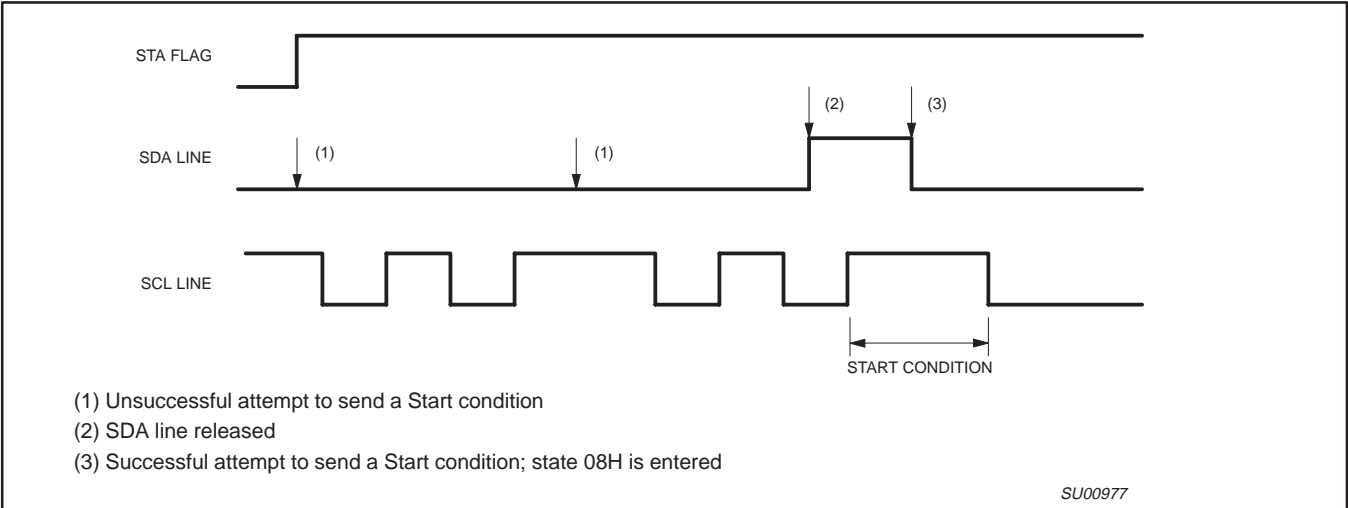 STA FLAG
(2)
(3)
SDA LINE
(1)
(1)
SCL LINE
START CONDITION
(1) Unsuccessful attempt to send a Start condition
(2) SDA line released
(3) Successful attempt to send a Start condition; state 08H is entered
SU00977